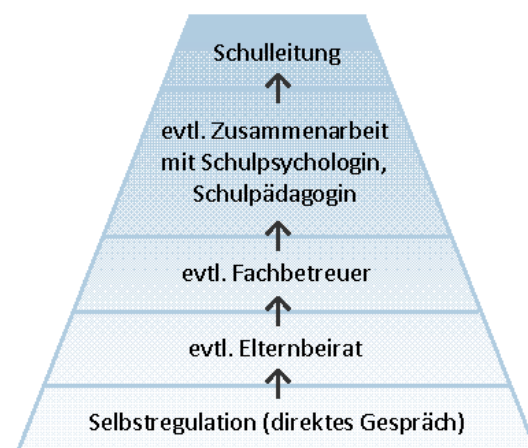 Schulleitung
evtl. Zusammenarbeit
mit Schulpsychologin,
Schulpädagogin
evtl. Fachbetreuer
evtl. Elternbeirat
Selbstregulation (direktes Gespräch)